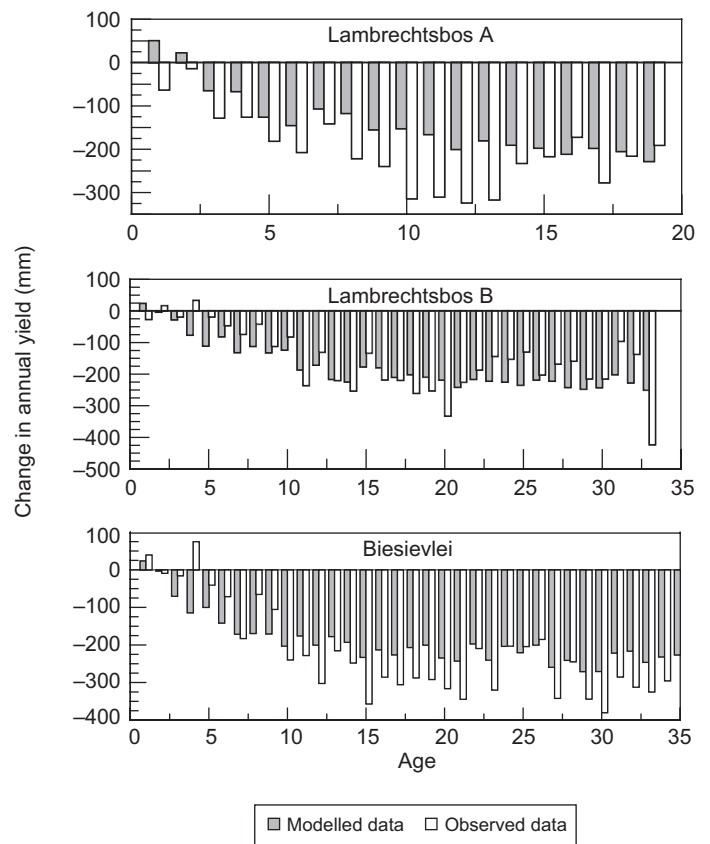 Lambrechtsbos A
100
0
–100
–200
–300
0 5 10 15 20
Lambrechtsbos B
100
0
–100
–200
–300
–400
–500
0 5 10 15 20 25 30 35
Change in annual yield (mm)
Biesievlei
100
0
–100
–200
–300
–400
0 5 10 15 20 25 30 35
Age
Modelled data Observed data